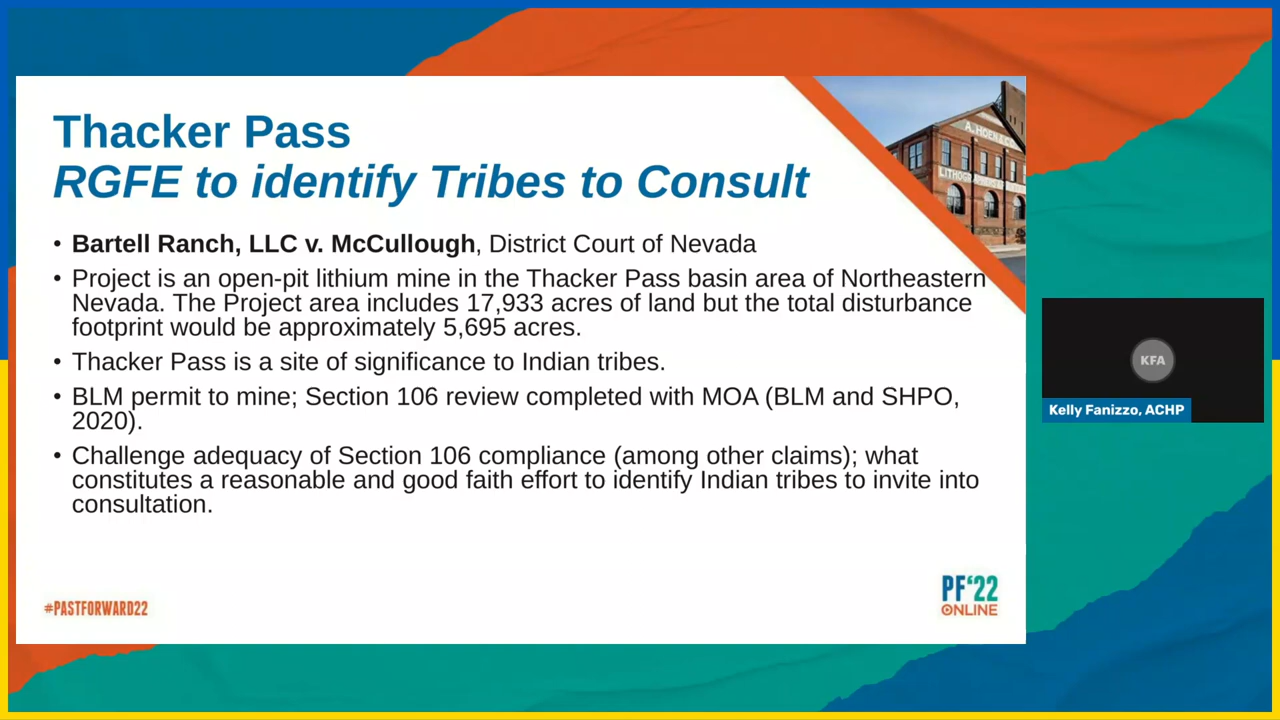 Thacker Pass
RGFE to identify Tribes to Consult
• Bartell Ranch, LLC v. McCullough, District Court of Nevada
• Project is an open-pit lithium mine in the Thacker Pass basin area of Northeastern
Nevada. The Project area includes 17,933 acres of land but the total disturbance
footprint would be approximately 5,695 acres.
• Thacker Pass is a site of significance to Indian tribes.
• BLM permit to mine; Section 106 review completed with MOA (BLM and SHPO,
2020).
• Challenge adequacy of Section 106 compliance (among other claims); what
constitutes a reasonable and good faith effort to identify Indian tribes to invite into
consultation.
#PASTFORWARD22
PF‘22
ONLINE
A. HOEN & CO.
KFA
Kelly Fanizzo, ACHP